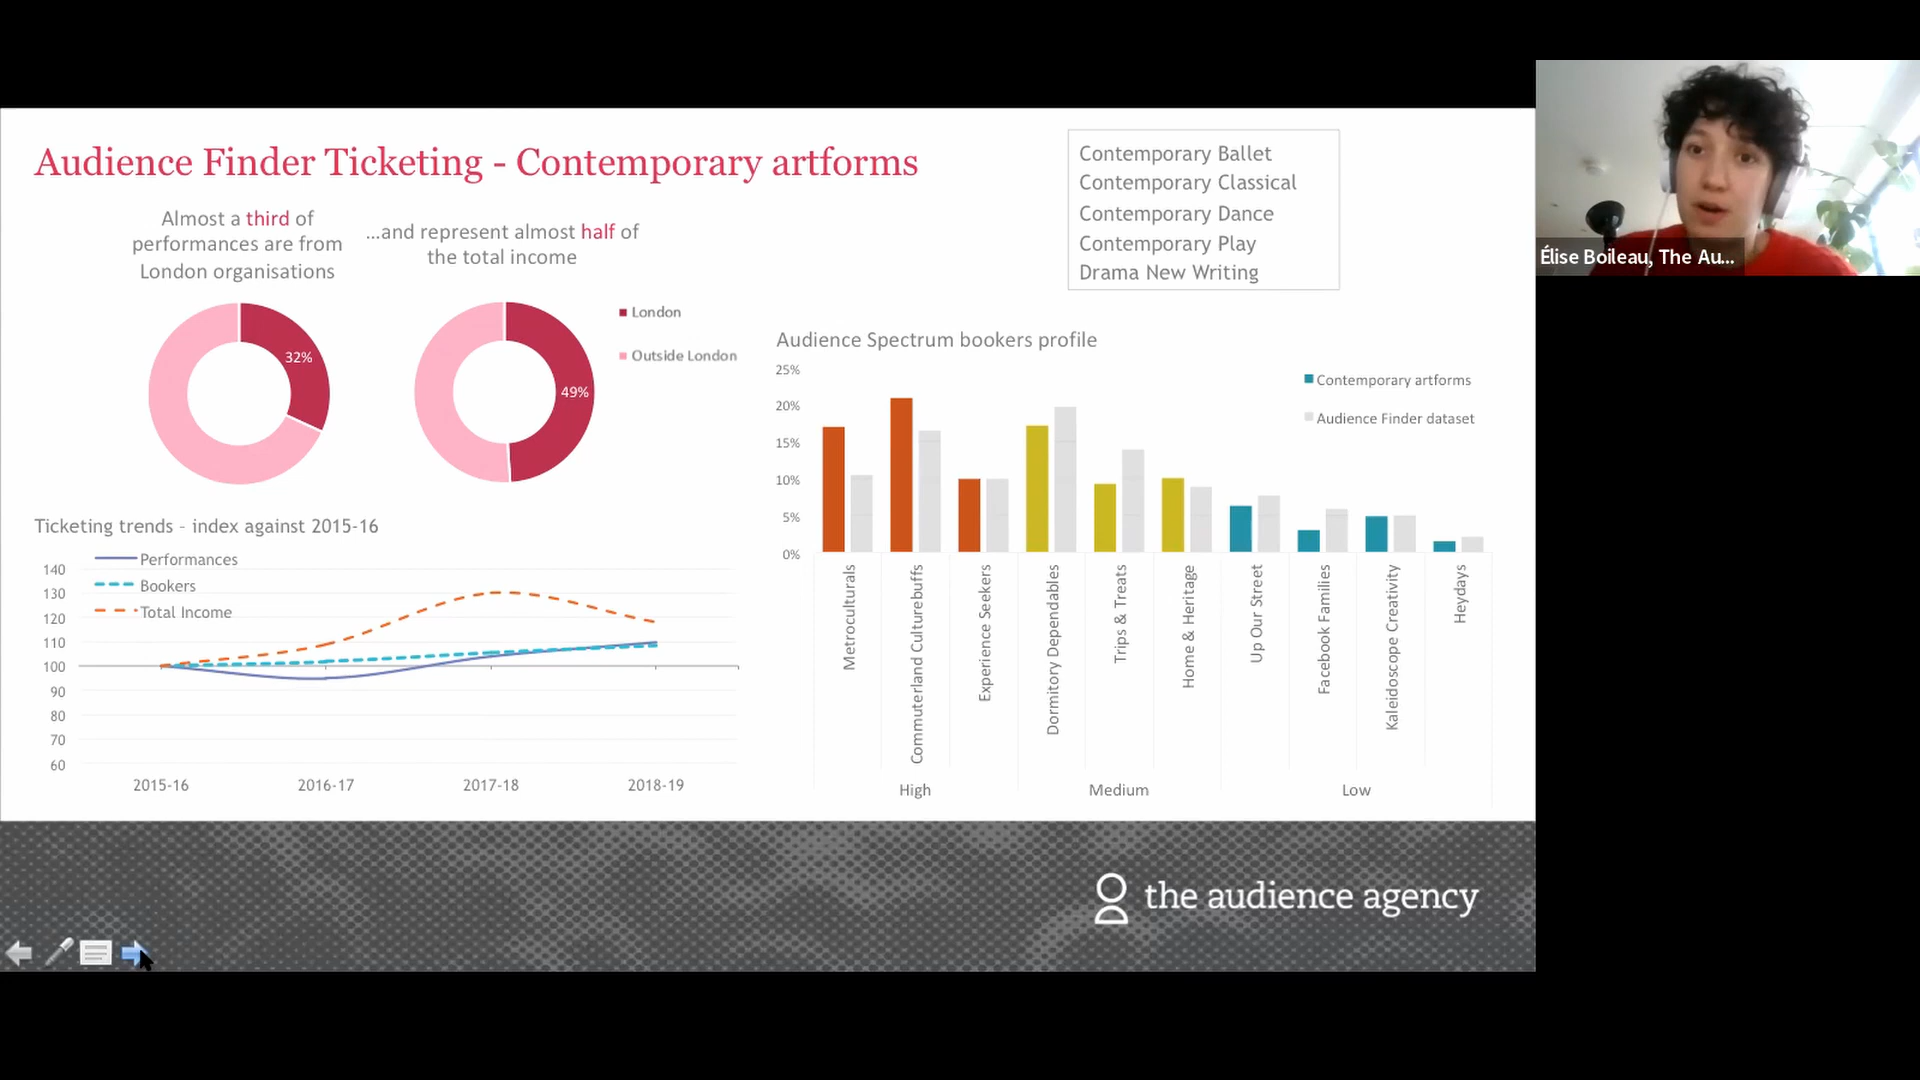 Audience Finder Ticketing - Contemporary artforms
Contemporary Ballet
Contemporary Classical
Contemporary Dance
Contemporary Play
Drama New Writing
Élise Boileau, The Au...
Almost a third of
performances are from
London organisations
...and represent almost half of
the total income
32%
49%
London
Outside London
Audience Spectrum bookers profile
25%
20%
15%
10%
5%
0%
Contemporary artforms
Audience Finder dataset
Metroculturals
Commuterland Culturebuffs
Experience Seekers
Dormitory Dependables
Trips & Treats
Home & Heritage
Up Our Street
Facebook Families
Kaleidoscope Creativity
Heydays
High
Medium
Low
Ticketing trends - index against 2015-16
Performances
Bookers
Total Income
140
130
120
110
100
90
80
70
60
2015-16
2016-17
2017-18
2018-19
the audience agency